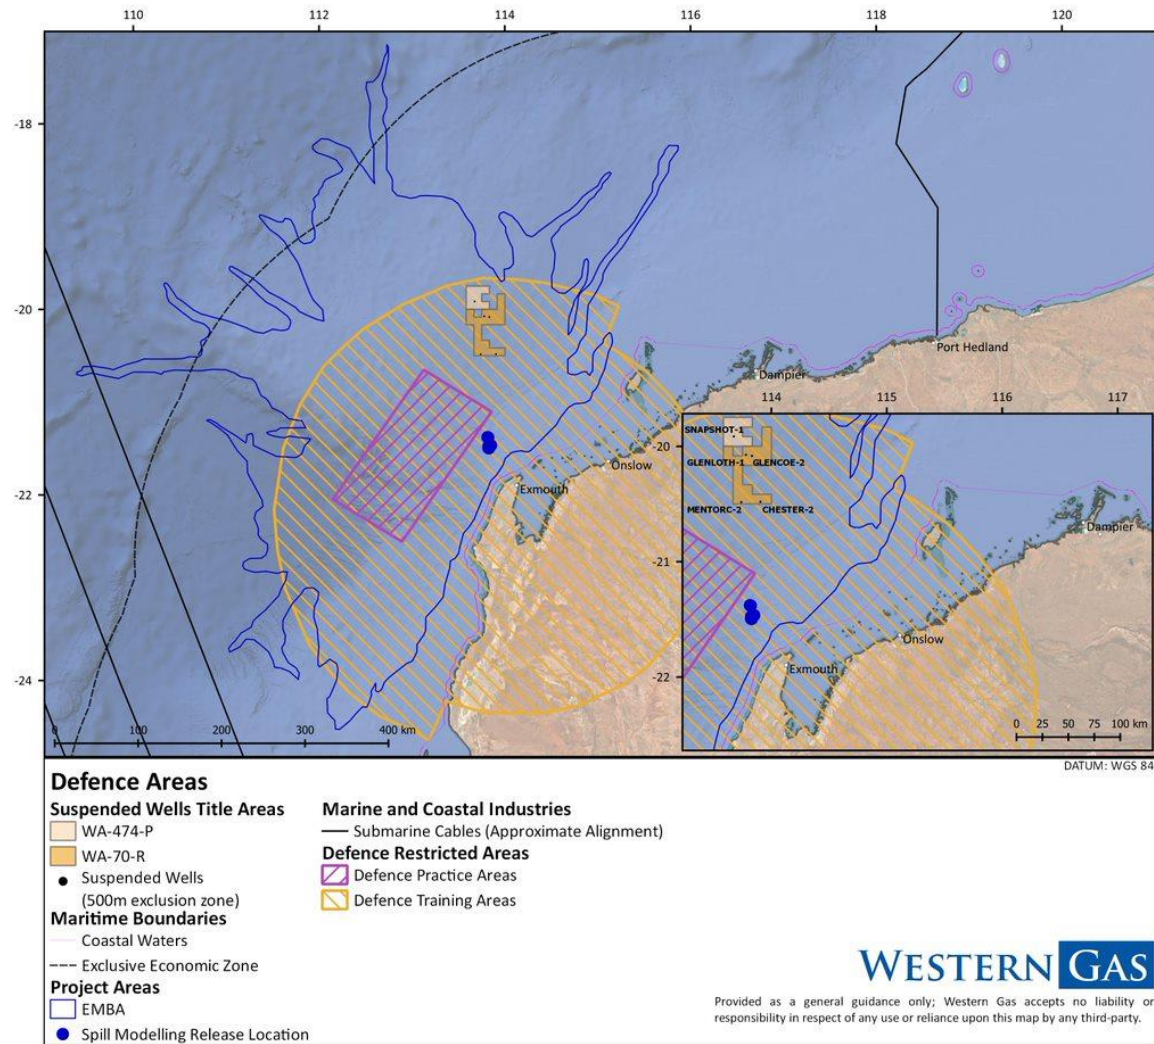 110 112 114 116 118 120
-18
-20
-22
-24
Port Hedland
Dampier
Onslow
Exmouth
0 100 200 300 400 km
114 115 116 117
-20
-21
-22
SNAPSHOT-1
GLENLOTH-1 GLENCOE-2
MENTORC-2 CHESTER-2
Dampier
Onslow
Exmouth
0 25 50 75 100 km
DATUM: WGS 84
Defence Areas
Suspended Wells Title Areas
WA-474-P
WA-70-R
Suspended Wells
(500m exclusion zone)
Maritime Boundaries
Coastal Waters
Exclusive Economic Zone
Project Areas
EMBA
Spill Modelling Release Location
Marine and Coastal Industries
Submarine Cables (Approximate Alignment)
Defence Restricted Areas
Defence Practice Areas
Defence Training Areas
WESTERN GAS
Provided as a general guidance only; Western Gas accepts no liability or
responsibility in respect of any use or reliance upon this map by any third-party.